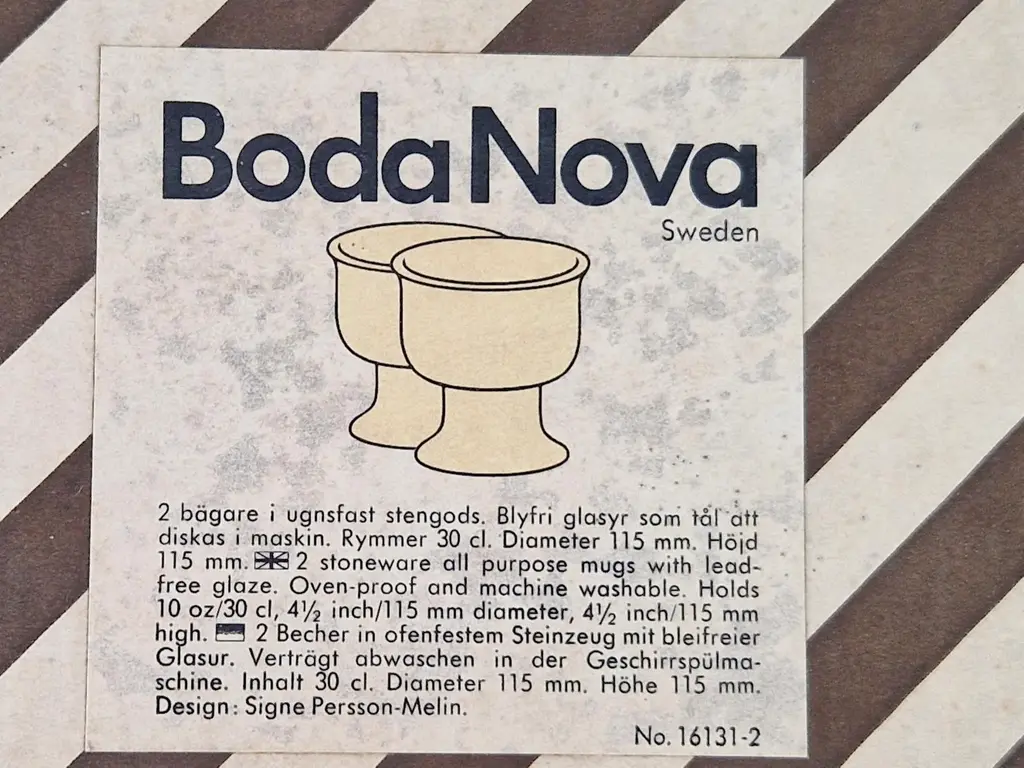 Boda Nova
Sweden
2 bägare i ugnsfast stengods. Blyfri glasyr som tål att
diskas i maskin. Rymmer 30 cl. Diameter 115 mm. Höjd
115 mm. 2 stoneware all purpose mugs with lead-
free glaze. Oven-proof and machine washable. Holds
10 oz/30 cl, 4½ inch/115 mm diameter, 4½ inch/115 mm
high. 2 Becher in ofenfestem Steinzeug mit bleifreier
Glasur. Verträgt abwaschen in der Geschirrspülma-
schine. Inhalt 30 cl. Diameter 115 mm. Höhe 115 mm.
Design: Signe Persson-Melin.
No. 16131-2